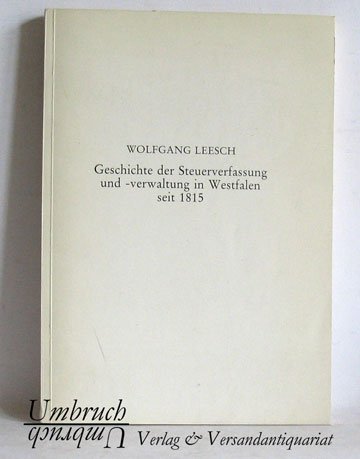 WOLFGANG LEESCH
Geschichte der Steuerverfassung
und -verwaltung in Westfalen
seit 1815
Umbruch
Umbruch Verlag & Versandantiquariat